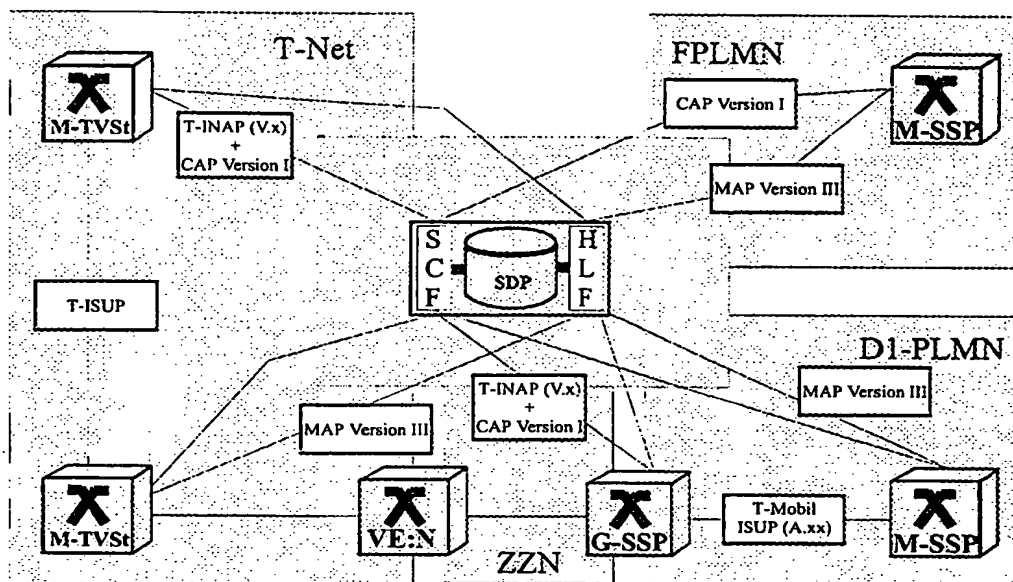 T-Net
FPLMN
M-TVSt
T-INAP (V.x)
+
CAP Version I
CAP Version I
M-SSP
MAP Version III
S
C
F
SDP
H
L
F
T-ISUP
D1-PLMN
MAP Version III
T-INAP (V.x)
+
CAP Version I
MAP Version III
M-TVSt
VE:N
G-SSP
T-Mobil
ISUP (A.xx)
M-SSP
ZZN